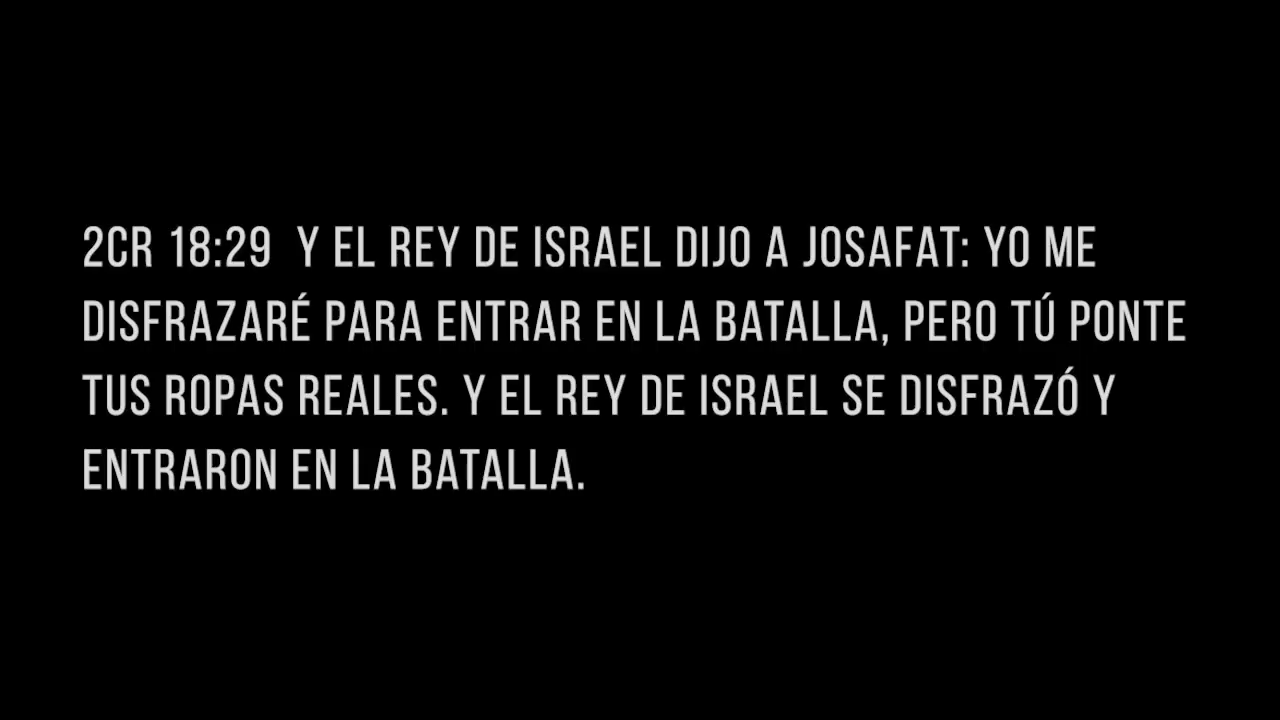 2CR 18:29  Y EL REY DE ISRAEL DIJO A JOSAFAT: YO ME
DISFRAZARÉ PARA ENTRAR EN LA BATALLA, PERO TÚ PONTE
TUS ROPAS REALES. Y EL REY DE ISRAEL SE DISFRAZÓ Y
ENTRARON EN LA BATALLA.